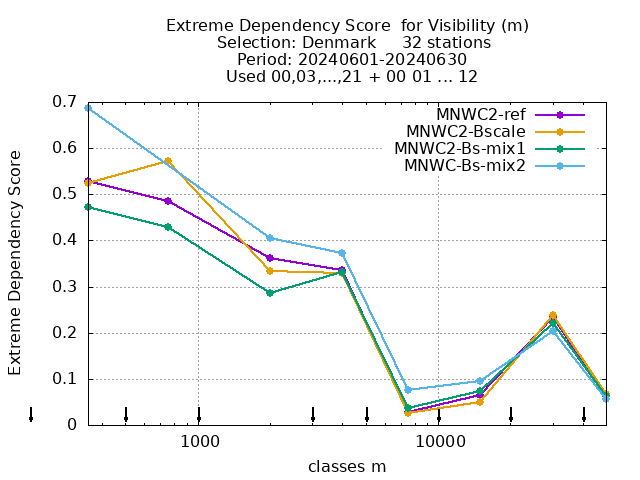 Extreme Dependency Score  for Visibility (m)
Selection: Denmark     32 stations
Period: 20240601-20240630
Used 00,03,...,21 + 00 01 ... 12
MNWC2-ref
MNWC2-Bscale
MNWC2-Bs-mix1
MNWC-Bs-mix2
Extreme Dependency Score
0.7
0.6
0.5
0.4
0.3
0.2
0.1
0
1000 10000
classes m